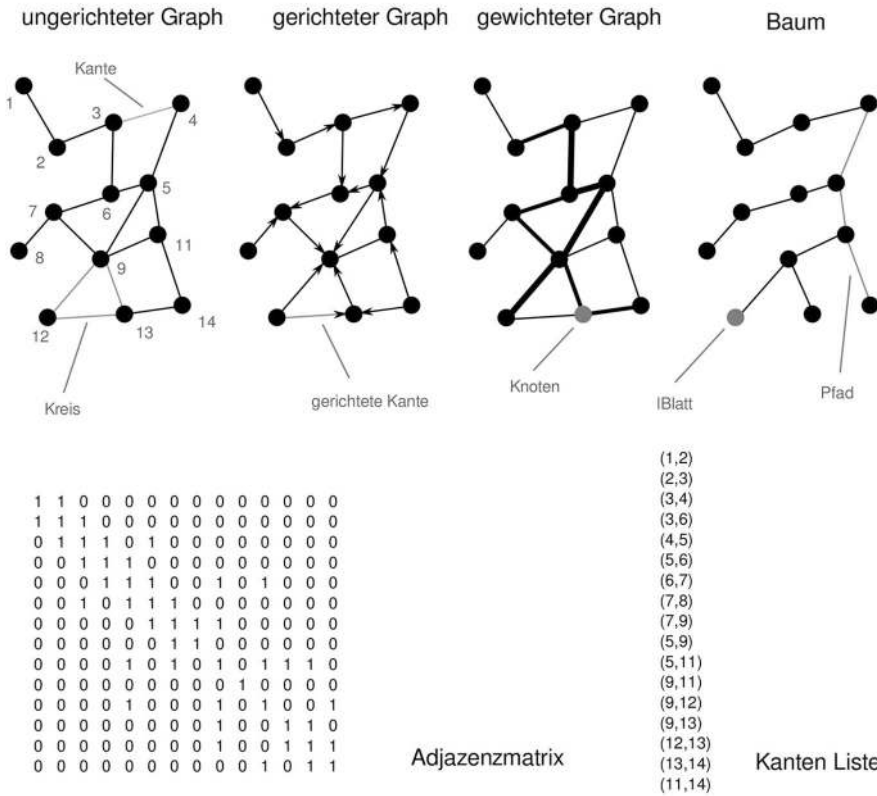 ungerichteter Graph
gerichteter Graph
gewichteter Graph
Baum
Kante
1
2
3
4
5
6
7
8
9
11
12
13
14
Kreis
gerichtete Kante
Knoten
IBlatt
Pfad
1 1 0 0 0 0 0 0 0 0 0 0 0 0
1 1 1 0 0 0 0 0 0 0 0 0 0 0
0 1 1 1 0 1 0 0 0 0 0 0 0 0
0 0 1 1 1 0 0 0 0 0 0 0 0 0
0 0 0 1 1 1 0 0 1 0 1 0 0 0
0 0 1 0 1 1 1 0 0 0 0 0 0 0
0 0 0 0 0 1 1 1 1 0 0 0 0 0
0 0 0 0 0 0 1 1 0 0 0 0 0 0
0 0 0 0 1 0 1 0 1 0 1 1 1 0
0 0 0 0 0 0 0 0 0 1 0 0 0 0
0 0 0 0 1 0 0 0 1 0 1 0 0 1
0 0 0 0 0 0 0 0 1 0 0 1 1 0
0 0 0 0 0 0 0 0 1 0 0 1 1 1
0 0 0 0 0 0 0 0 0 0 1 0 1 1
Adjazenzmatrix
(1,2)
(2,3)
(3,4)
(3,6)
(4,5)
(5,6)
(6,7)
(7,8)
(7,9)
(5,9)
(5,11)
(9,11)
(9,12)
(9,13)
(12,13)
(13,14)
(11,14)
Kanten Liste